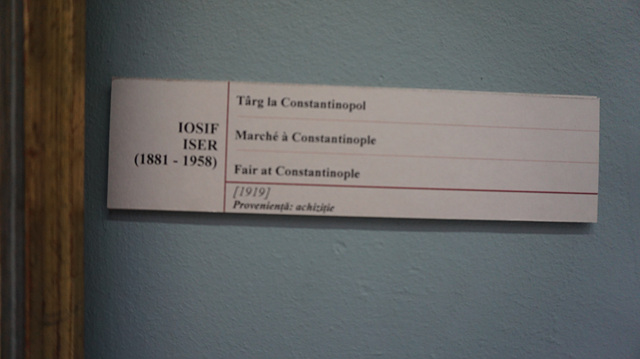 IOSIF
ISER
(1881 - 1958)
Târg la Constantinopol
Marché à Constantinople
Fair at Constantinople
[1919]
Proveniență: achiziție